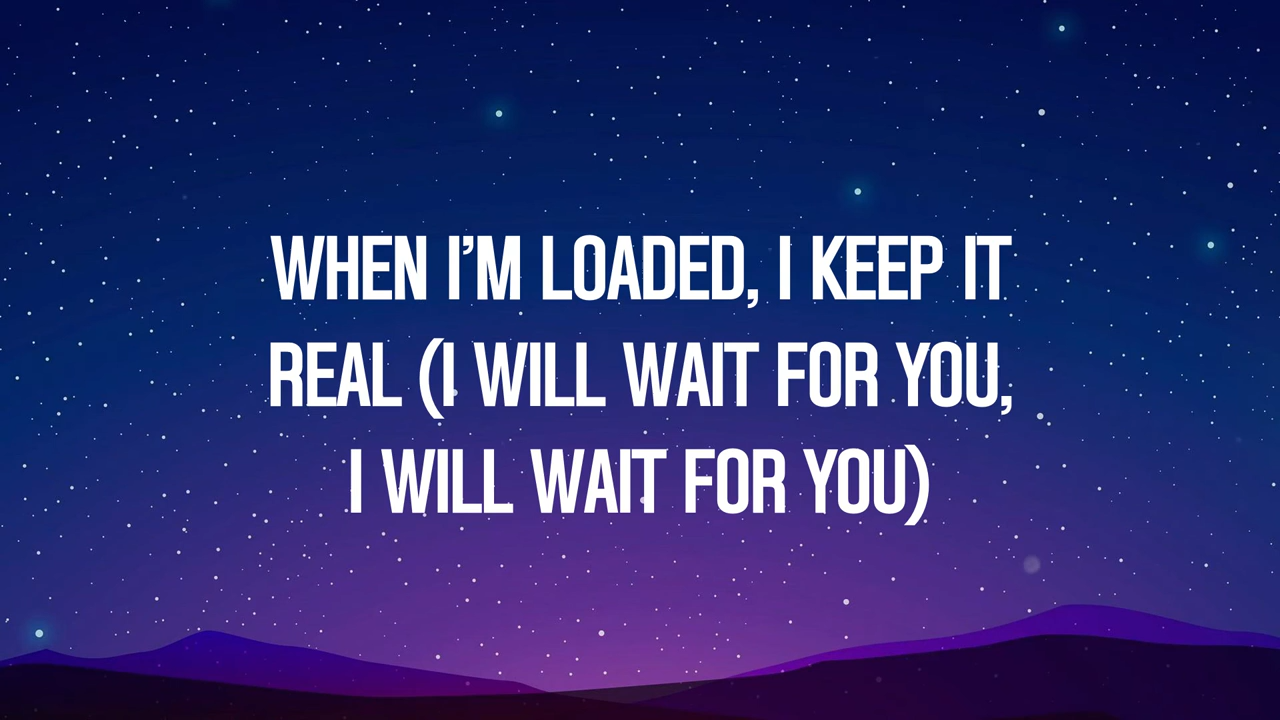 WHEN I'M LOADED, I KEEP IT
REAL (I WILL WAIT FOR YOU,
I WILL WAIT FOR YOU)